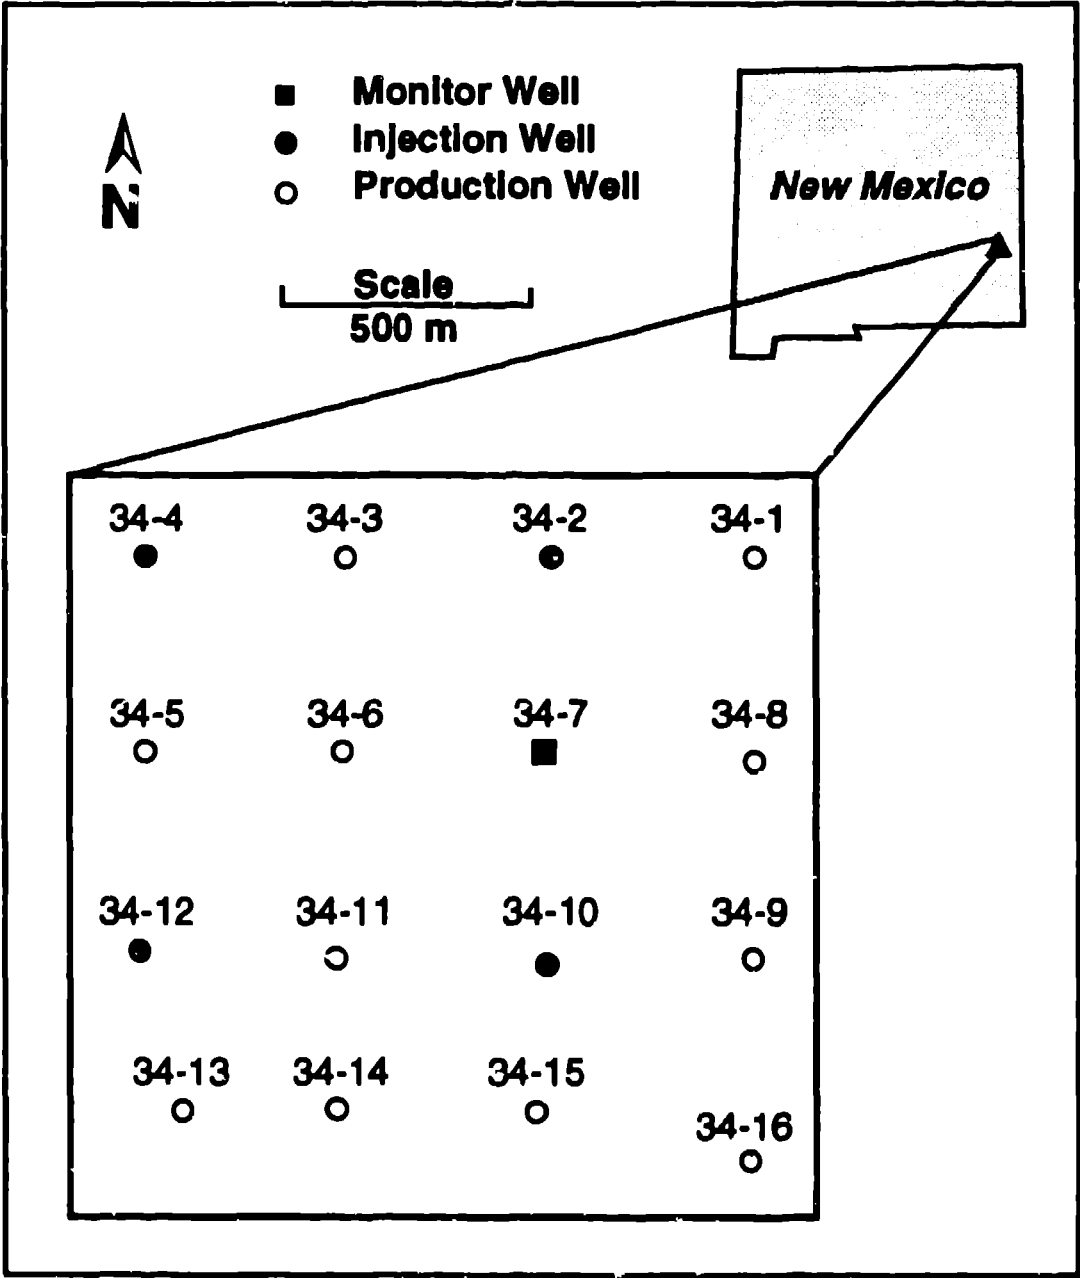 Monitor Well
Injection Well
Production Well
N
New Mexico
Scale
500 m
34-4 34-3 34-2 34-1
34-5 34-6 34-7 34-8
34-12 34-11 34-10 34-9
34-13 34-14 34-15
34-16